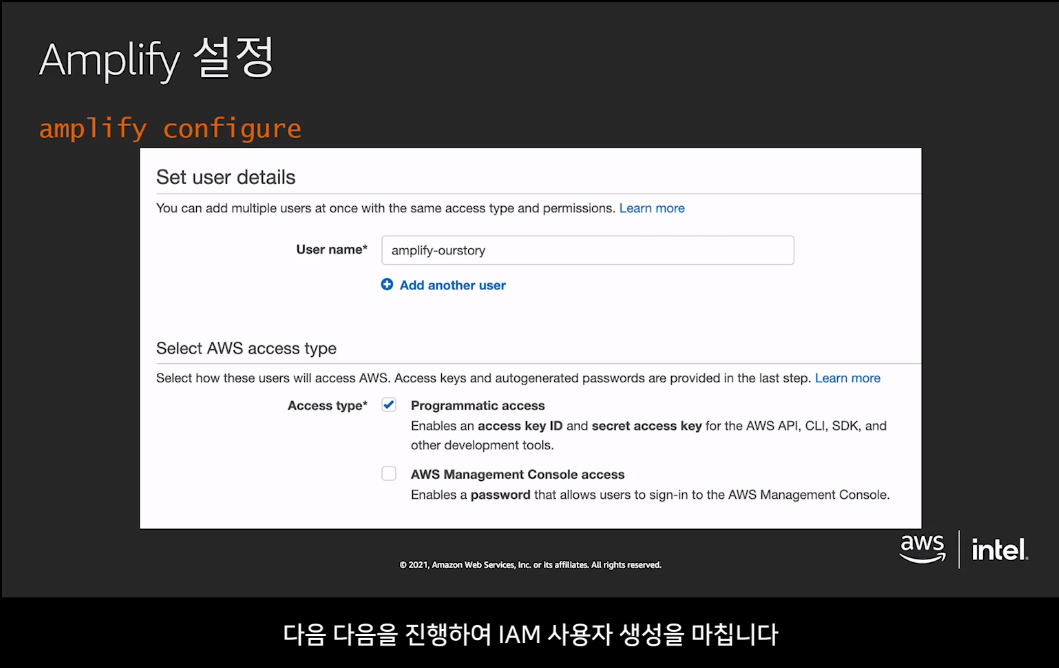 Amplify 설정
amplify configure
Set user details
You can add multiple users at once with the same access type and permissions. Learn more
User name* amplify-ourstory
Add another user
Select AWS access type
Select how these users will access AWS. Access keys and autogenerated passwords are provided in the last step. Learn more
Access type* Programmatic access
Enables an access key ID and secret access key for the AWS API, CLI, SDK, and
other development tools.
AWS Management Console access
Enables a password that allows users to sign-in to the AWS Management Console.
aws intel.
© 2021, Amazon Web Services, Inc. or its affiliates. All rights reserved.
다음 다음을 진행하여 IAM 사용자 생성을 마칩니다